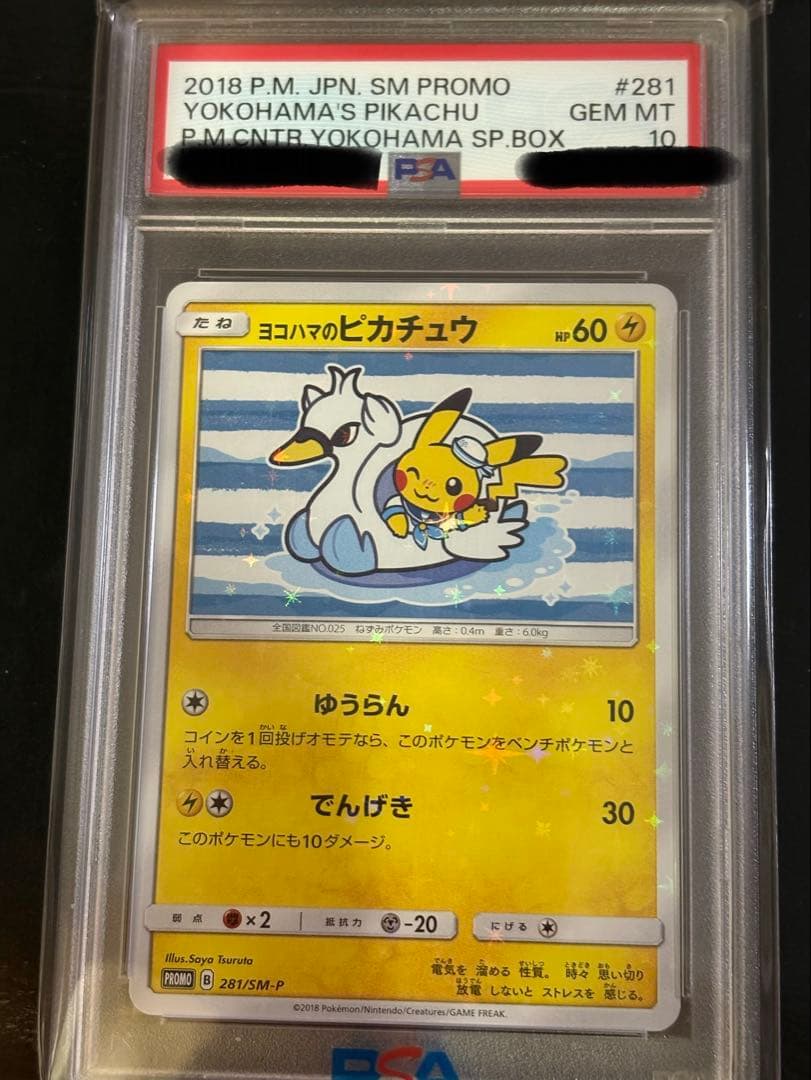 2018 P.M. JPN. SM PROMO #281
YOKOHAMA'S PIKACHU GEM MT
P.M.CNTR.YOKOHAMA SP.BOX 10
PSA
たね ヨコハマのピカチュウ HP60
全国図鑑NO.025 ねずみポケモン 高さ:0.4m 重さ:6.0kg
ゆうらん 10
コインを1回投げオモテなら、このポケモンをベンチポケモンと
入れ替える。
でんげき 30
このポケモンにも10ダメージ。
弱点 ×2 抵抗力 -20 にげる
Illus.Saya Tsuruta
電気を 溜める 性質。 時々 思い切り
放電 しないと ストレスを 感じる。
PROMO B 281/SM-P
©2018 Pokémon/Nintendo/Creatures/GAME FREAK.
PSA